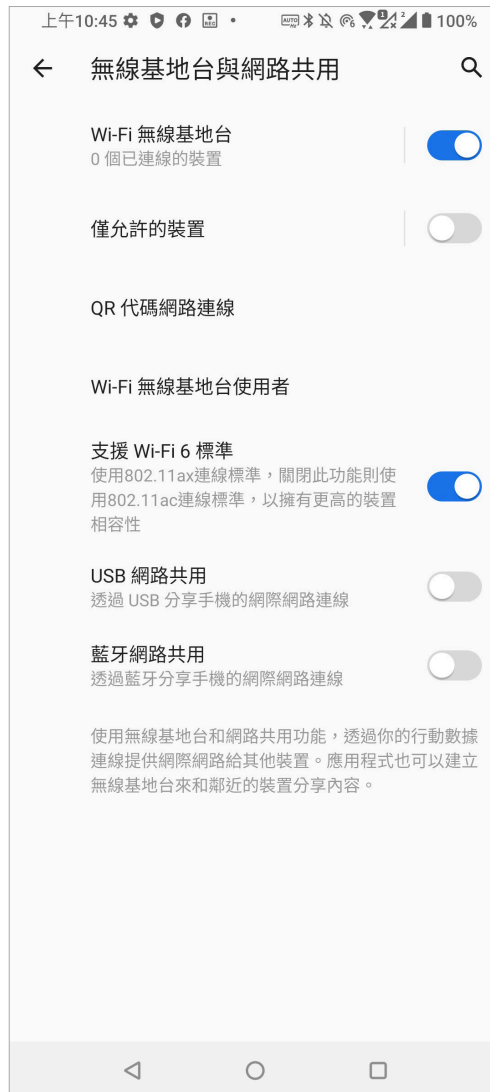 上午10:45 100%
無線基地台與網路共用
Wi-Fi 無線基地台
0 個已連線的裝置
僅允許的裝置
QR 代碼網路連線
Wi-Fi 無線基地台使用者
支援 Wi-Fi 6 標準
使用802.11ax連線標準，關閉此功能則使
用802.11ac連線標準，以擁有更高的裝置
相容性
USB 網路共用
透過 USB 分享手機的網際網路連線
藍牙網路共用
透過藍牙分享手機的網際網路連線
使用無線基地台和網路共用功能，透過你的行動數據
連線提供網際網路給其他裝置。應用程式也可以建立
無線基地台來和鄰近的裝置分享內容。